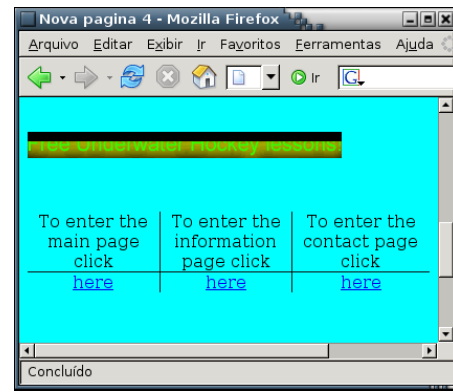 Nova pagina 4 - Mozilla Firefox
Arquivo Editar Exibir Ir Favoritos Ferramentas Ajuda
Ir G
Free Underwater Hockey lessons!
To enter the main page click here
To enter the information page click here
To enter the contact page click here
Concluído